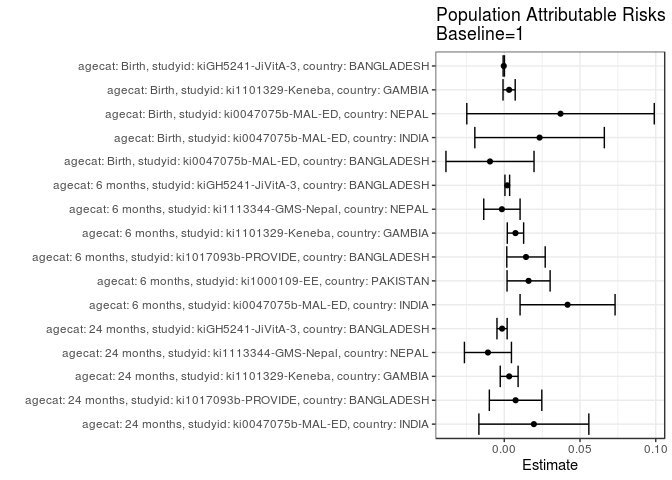 Population Attributable Risks
Baseline=1
agecat: Birth, studyid: kiGH5241-JiVitA-3, country: BANGLADESH
agecat: Birth, studyid: ki1101329-Keneba, country: GAMBIA
agecat: Birth, studyid: ki0047075b-MAL-ED, country: NEPAL
agecat: Birth, studyid: ki0047075b-MAL-ED, country: INDIA
agecat: Birth, studyid: ki0047075b-MAL-ED, country: BANGLADESH
agecat: 6 months, studyid: kiGH5241-JiVitA-3, country: BANGLADESH
agecat: 6 months, studyid: ki1113344-GMS-Nepal, country: NEPAL
agecat: 6 months, studyid: ki1101329-Keneba, country: GAMBIA
agecat: 6 months, studyid: ki1017093b-PROVIDE, country: BANGLADESH
agecat: 6 months, studyid: ki1000109-EE, country: PAKISTAN
agecat: 6 months, studyid: ki0047075b-MAL-ED, country: INDIA
agecat: 24 months, studyid: kiGH5241-JiVitA-3, country: BANGLADESH
agecat: 24 months, studyid: ki1113344-GMS-Nepal, country: NEPAL
agecat: 24 months, studyid: ki1101329-Keneba, country: GAMBIA
agecat: 24 months, studyid: ki1017093b-PROVIDE, country: BANGLADESH
agecat: 24 months, studyid: ki0047075b-MAL-ED, country: INDIA
0.00 0.05 0.10
Estimate